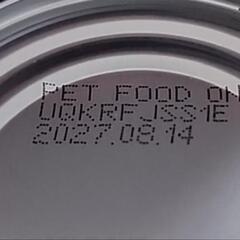 PET FOOD ON
UQKRFJSS1E
2027.08.14